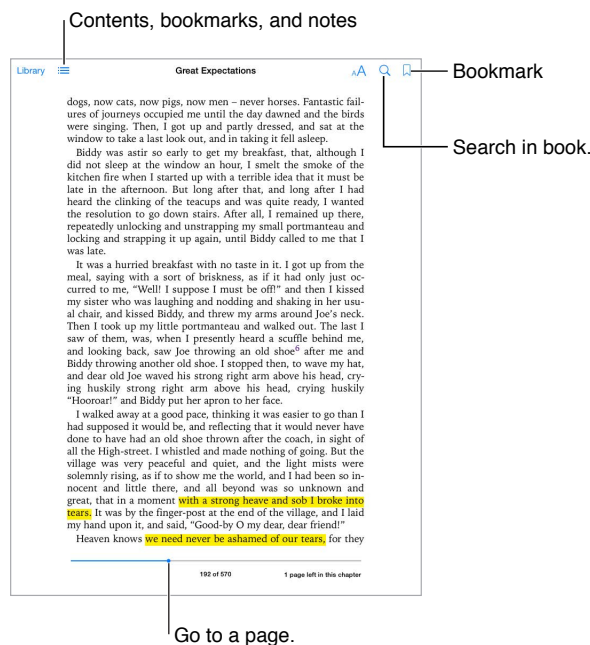 Contents, bookmarks, and notes
Library
Great Expectations
AA
Bookmark
Search in book.
dogs, now cats, now pigs, now men – never horses. Fantastic fail-
ures of journeys occupied me until the day dawned and the birds
were singing. Then, I got up and partly dressed, and sat at the
window to take a last look out, and in taking it fell asleep.
Biddy was astir so early to get my breakfast, that, although I
did not sleep at the window an hour, I smelt the smoke of the
kitchen fire when I started up with a terrible idea that it must be
late in the afternoon. But long after that, and long after I had
heard the clinking of the teacups and was quite ready, I wanted
the resolution to go down stairs. After all, I remained up there,
repeatedly unlocking and unstrapping my small portmanteau and
locking and strapping it up again, until Biddy called to me that I
was late.
It was a hurried breakfast with no taste in it. I got up from the
meal, saying with a sort of briskness, as if it had only just oc-
curred to me, “Well! I suppose I must be off!” and then I kissed
my sister who was laughing and nodding and shaking in her usu-
al chair, and kissed Biddy, and threw my arms around Joe’s neck.
Then I took up my little portmanteau and walked out. The last I
saw of them, was, when I presently heard a scuffle behind me,
and looking back, saw Joe throwing an old shoe6 after me and
Biddy throwing another old shoe. I stopped then, to wave my hat,
and dear old Joe waved his strong right arm above his head, cry-
ing huskily strong right arm above his head, crying huskily
“Hooroar!” and Biddy put her apron to her face.
I walked away at a good pace, thinking it was easier to go than I
had supposed it would be, and reflecting that it would never have
done to have had an old shoe thrown after the coach, in sight of
all the High-street. I whistled and made nothing of going. But the
village was very peaceful and quiet, and the light mists were
solemnly rising, as if to show me the world, and I had been so in-
nocent and little there, and all beyond was so unknown and
great, that in a moment with a strong heave and sob I broke into
tears. It was by the finger-post at the end of the village, and I laid
my hand upon it, and said, “Good-by O my dear, dear friend!”
Heaven knows we need never be ashamed of our tears, for they
192 of 570
1 page left in this chapter
Go to a page.